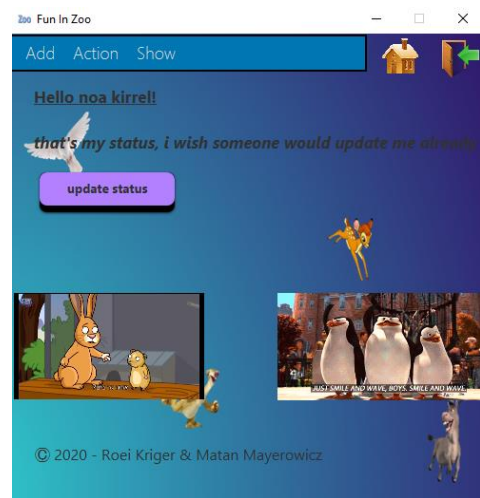 Zoo Fun In Zoo
Add Action Show
Hello noa kirrel!
that's my status, i wish someone would update me already
update status
JUST SMILE AND WAVE, BOYS. SMILE AND WAVE.
© 2020 - Roei Kriger & Matan Mayerowicz